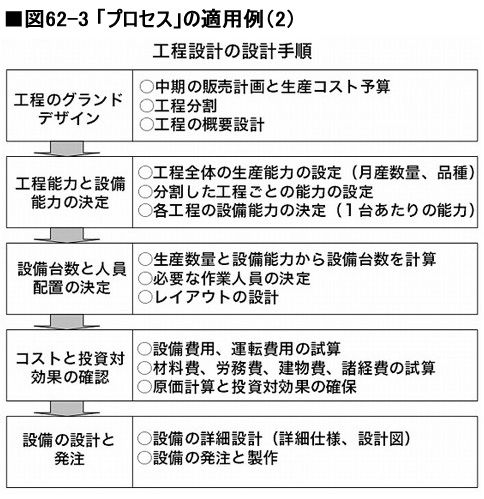 ■図62-3 「プロセス」の適用例(2)
工程設計の設計手順
工程のグランド
デザイン
○中期の販売計画と生産コスト予算
○工程分割
○工程の概要設計
工程能力と設備
能力の決定
○工程全体の生産能力の設定（月産数量、品種）
○分割した工程ごとの能力の設定
○各工程の設備能力の決定（１台あたりの能力）
設備台数と人員
配置の決定
○生産数量と設備能力から設備台数を計算
○必要な作業人員の決定
○レイアウトの設計
コストと投資対
効果の確認
○設備費用、運転費用の試算
○材料費、労務費、建物費、諸経費の試算
○原価計算と投資対効果の確保
設備の設計と
発注
○設備の詳細設計（詳細仕様、設計図）
○設備の発注と製作